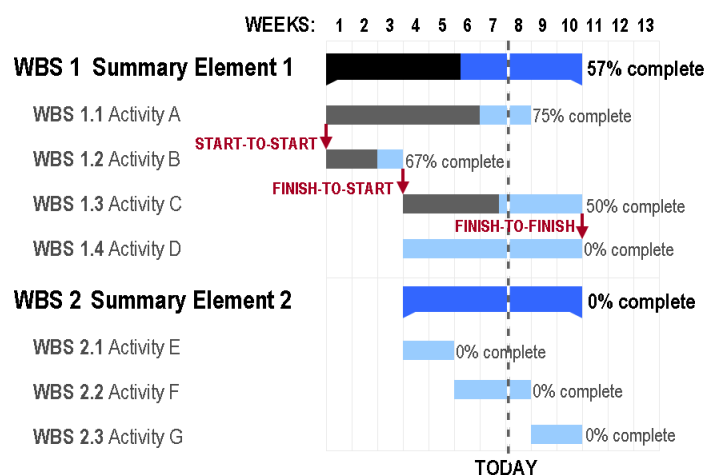 WEEKS: 1 2 3 4 5 6 7 8 9 10 11 12 13
WBS 1 Summary Element 1 57% complete
WBS 1.1 Activity A 75% complete
START-TO-START
WBS 1.2 Activity B 67% complete
FINISH-TO-START
WBS 1.3 Activity C 50% complete
FINISH-TO-FINISH
WBS 1.4 Activity D 0% complete
WBS 2 Summary Element 2 0% complete
WBS 2.1 Activity E 0% complete
WBS 2.2 Activity F 0% complete
WBS 2.3 Activity G 0% complete
TODAY